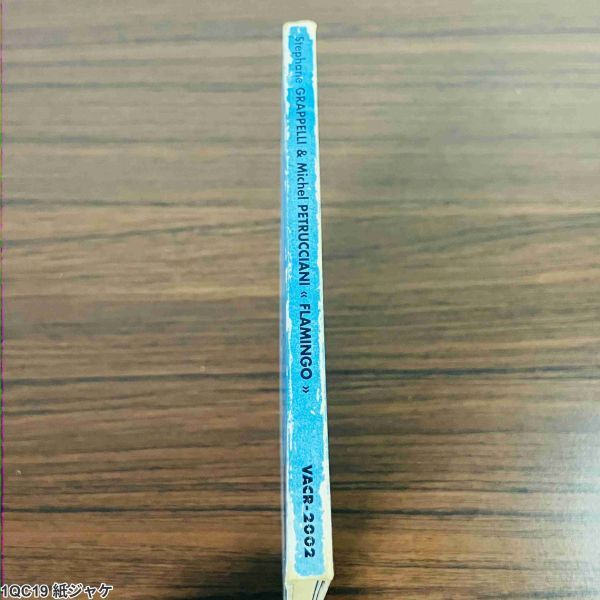 Stephane GRAPPELLI & Michel PETRUCCIANI « FLAMINGO »
VACR-2002
1QC19 紙ジャケ